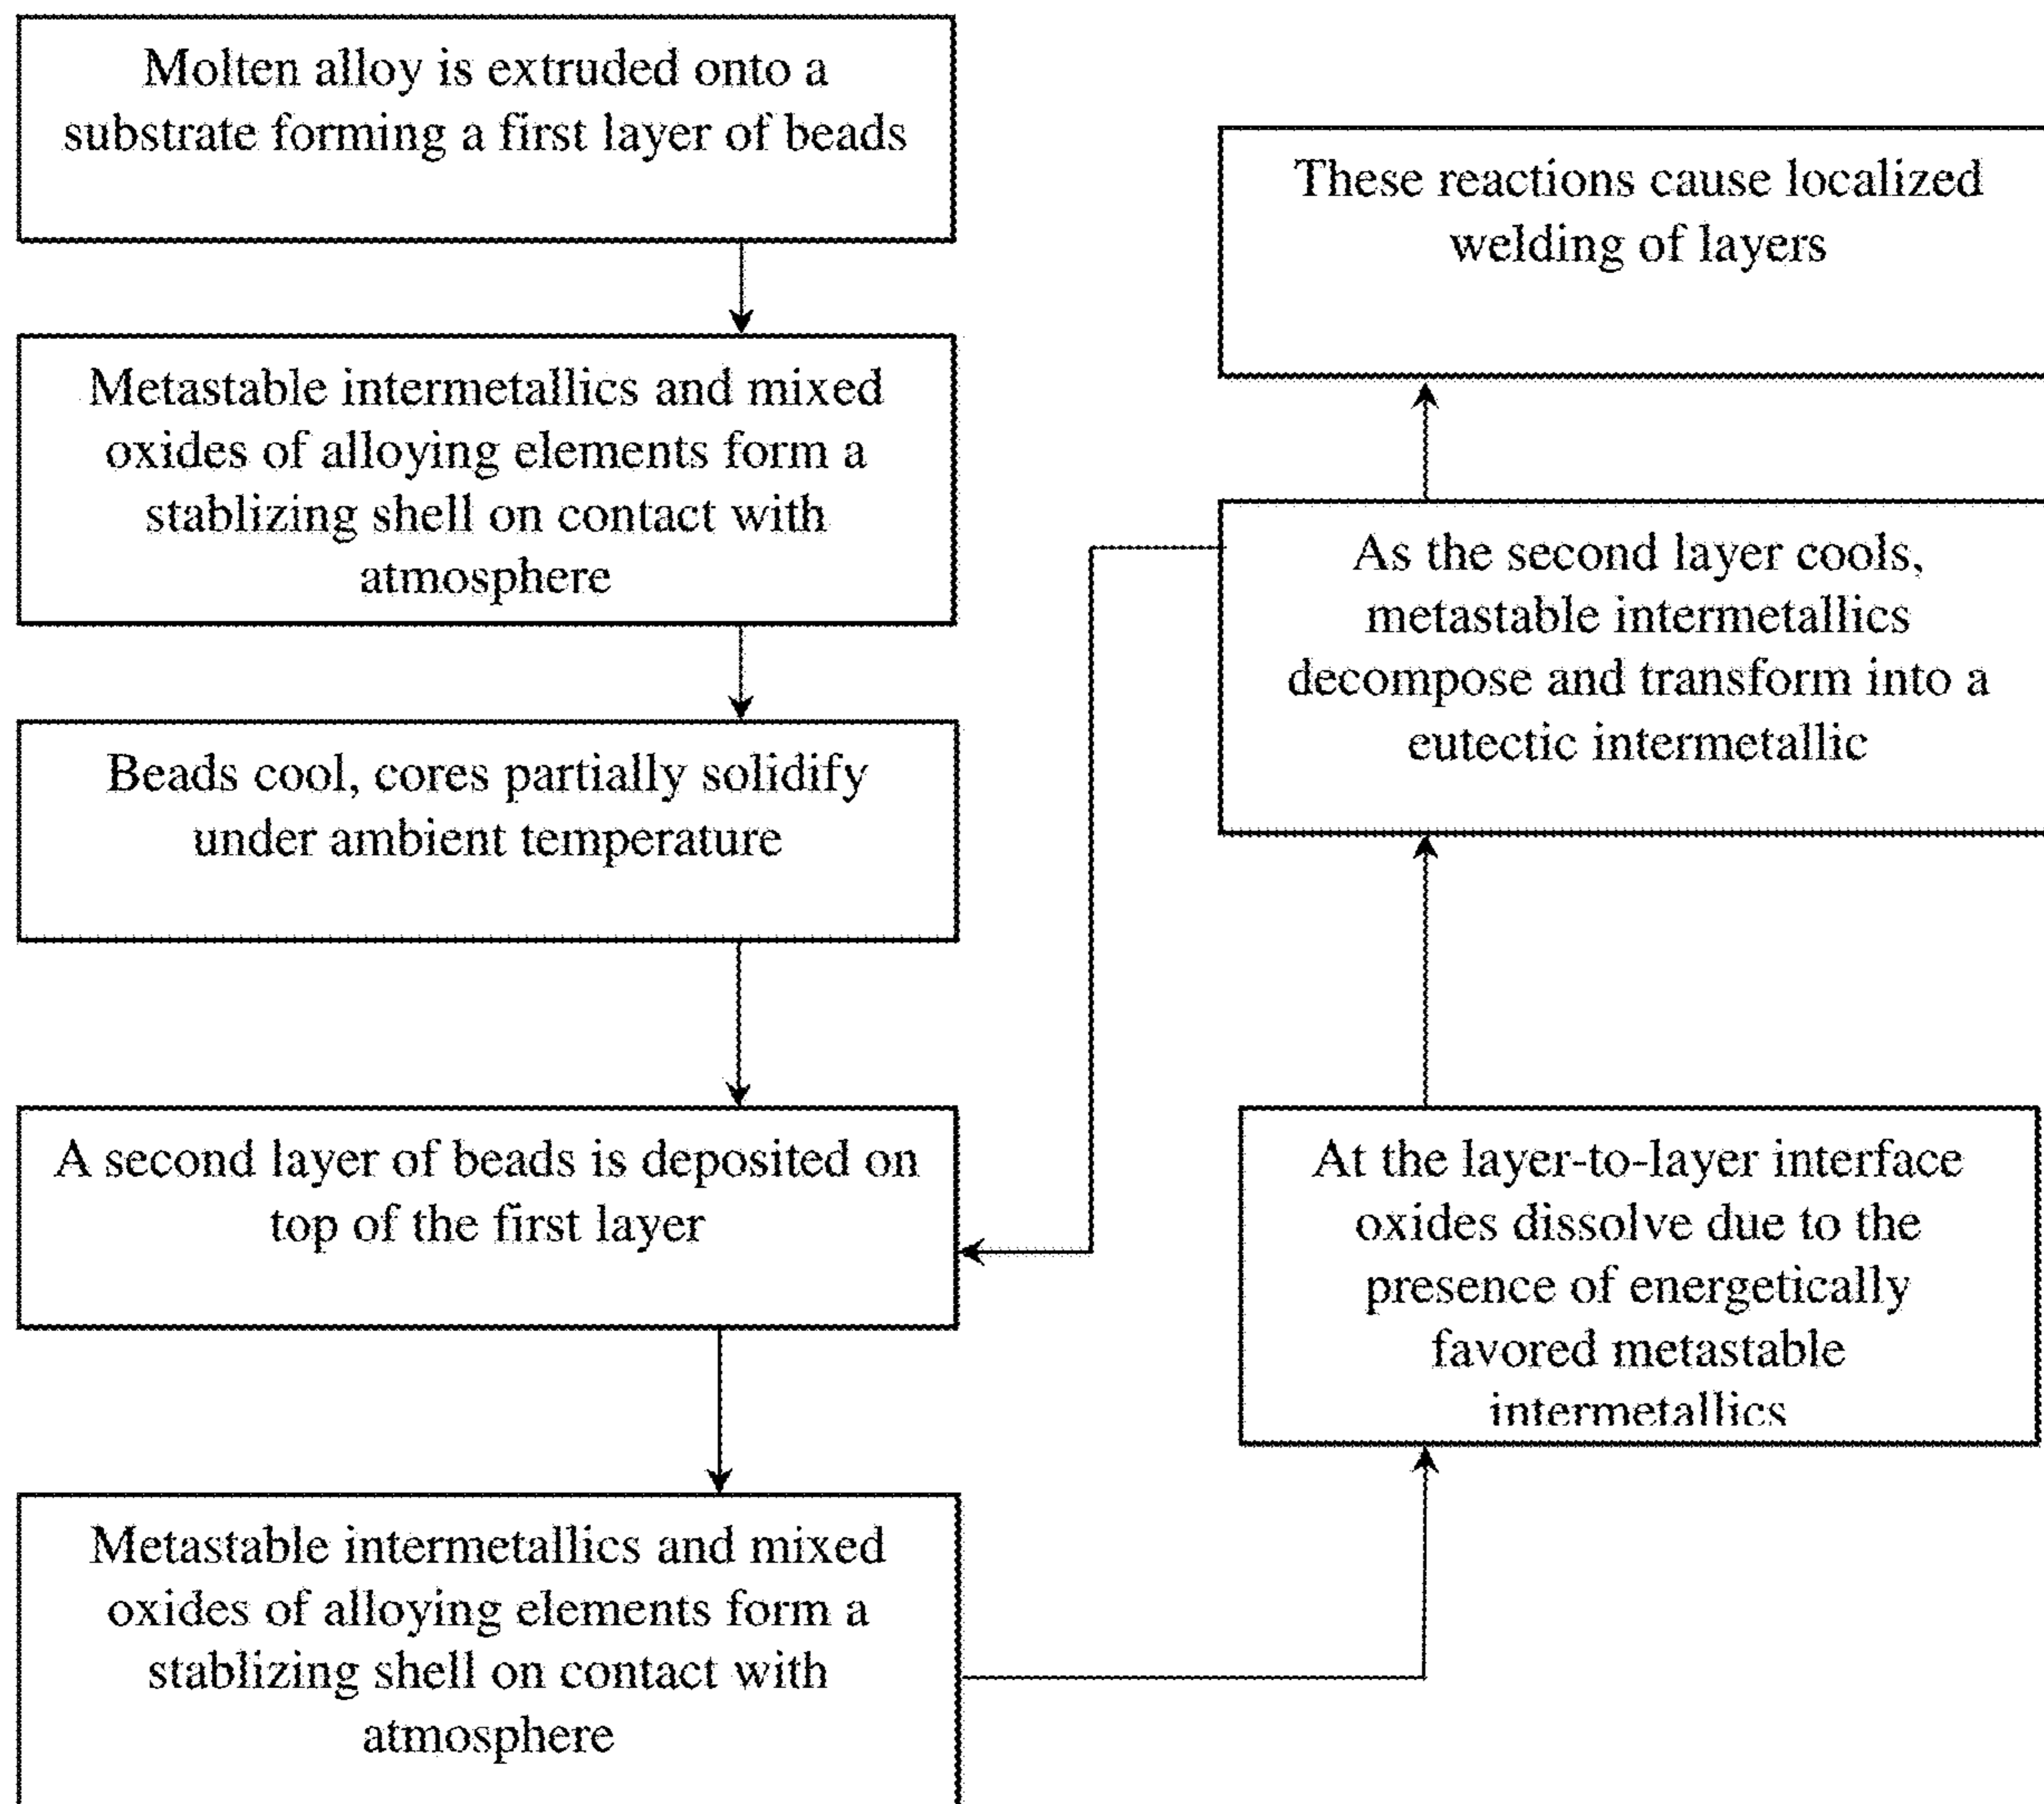 Molten alloy is extruded onto a
substrate forming a first layer of beads
Metastable intermetallics and mixed
oxides of alloying elements form a
stablizing shell on contact with
atmosphere
Beads cool, cores partially solidify
under ambient temperature
A second layer of beads is deposited on
top of the first layer
Metastable intermetallics and mixed
oxides of alloying elements form a
stablizing shell on contact with
atmosphere
At the layer-to-layer interface
oxides dissolve due to the
presence of energetically
favored metastable
intermetallics
As the second layer cools,
metastable intermetallics
decompose and transform into a
eutectic intermetallic
These reactions cause localized
welding of layers